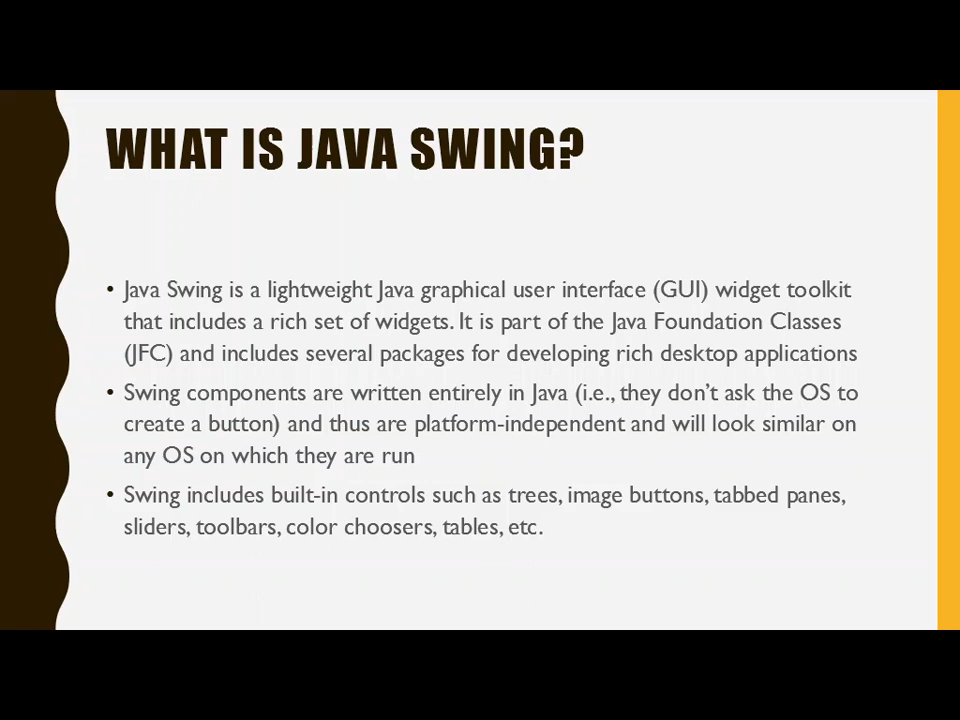 WHAT IS JAVA SWING?
• Java Swing is a lightweight Java graphical user interface (GUI) widget toolkit
that includes a rich set of widgets. It is part of the Java Foundation Classes
(JFC) and includes several packages for developing rich desktop applications
• Swing components are written entirely in Java (i.e., they don’t ask the OS to
create a button) and thus are platform-independent and will look similar on
any OS on which they are run
• Swing includes built-in controls such as trees, image buttons, tabbed panes,
sliders, toolbars, color choosers, tables, etc.